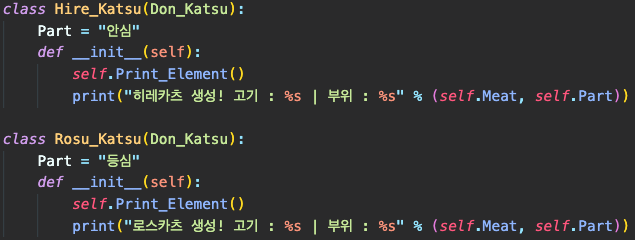 class Hire_Katsu(Don_Katsu):
    Part = "안심"
    def __init__(self):
        self.Print_Element()
        print("히레카츠 생성! 고기 : %s | 부위 : %s" % (self.Meat, self.Part))

class Rosu_Katsu(Don_Katsu):
    Part = "등심"
    def __init__(self):
        self.Print_Element()
        print("로스카츠 생성! 고기 : %s | 부위 : %s" % (self.Meat, self.Part))